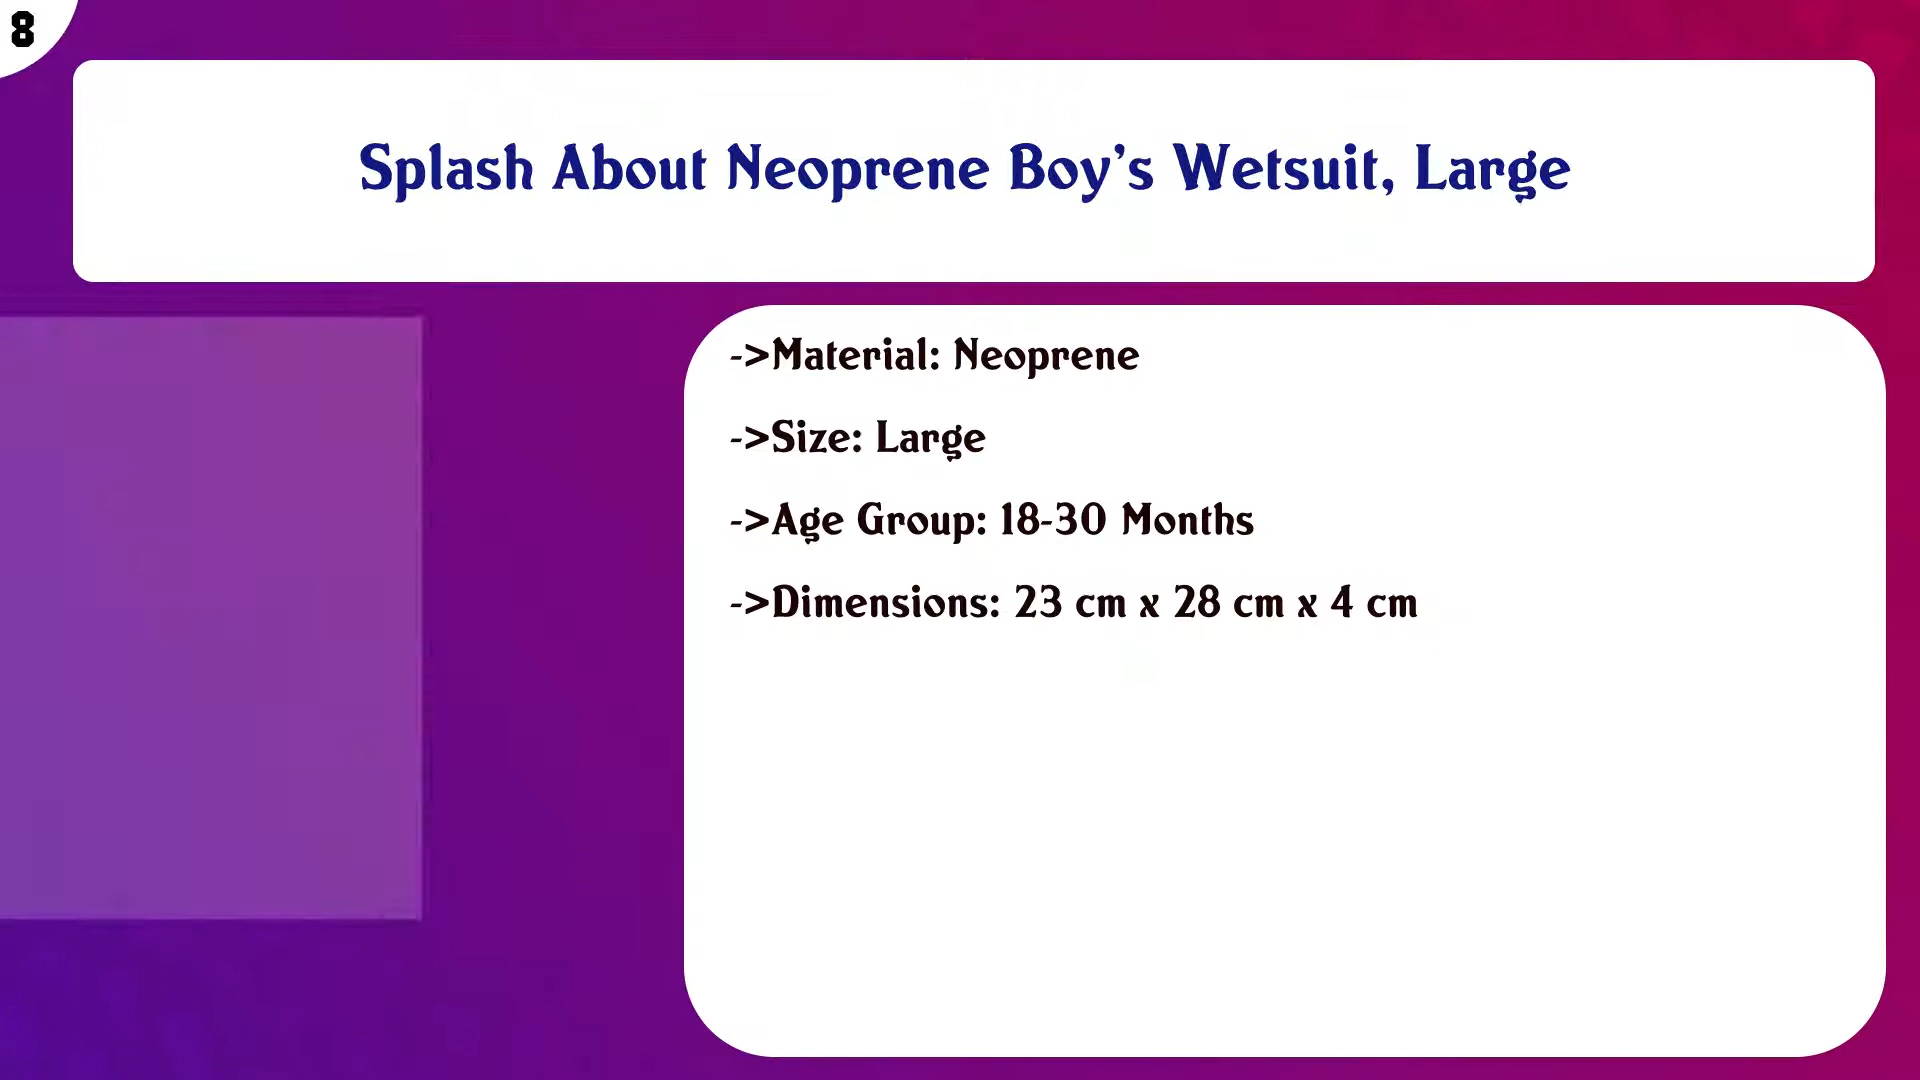 8
Splash About Neoprene Boy's Wetsuit, Large
->Material: Neoprene
->Size: Large
->Age Group: 18-30 Months
->Dimensions: 23 cm x 28 cm x 4 cm